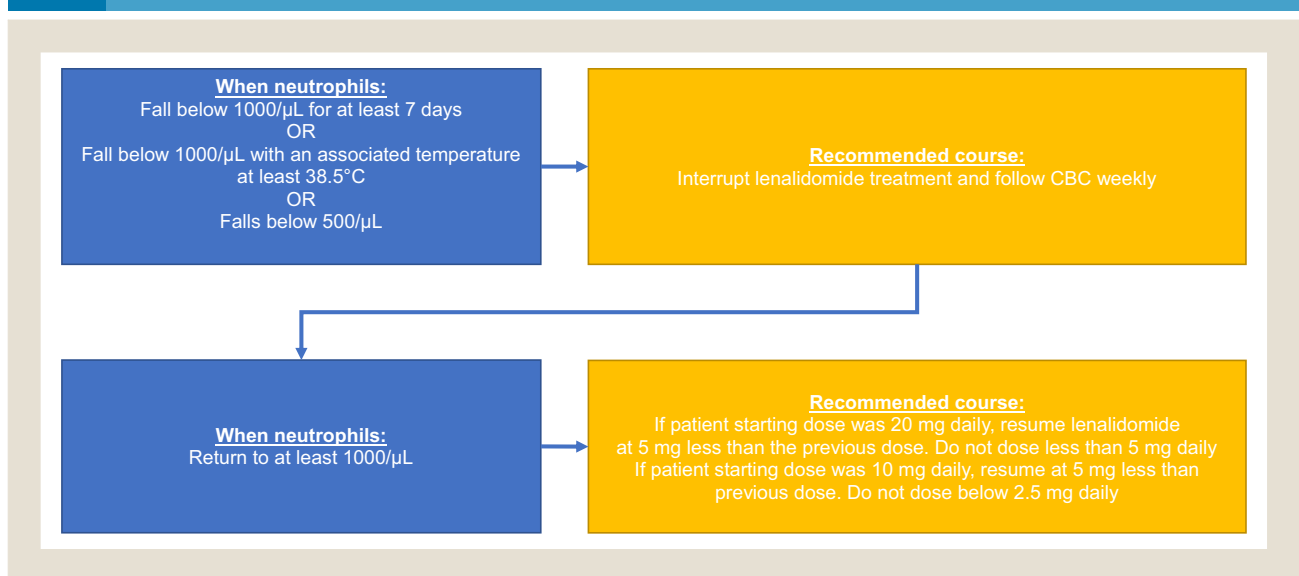 When neutrophils:
Fall below 1000/µL for at least 7 days
OR
Fall below 1000/µL with an associated temperature
at least 38.5°C
OR
Falls below 500/µL
Recommended course:
Interrupt lenalidomide treatment and follow CBC weekly
When neutrophils:
Return to at least 1000/µL
Recommended course:
If patient starting dose was 20 mg daily, resume lenalidomide
at 5 mg less than the previous dose. Do not dose less than 5 mg daily
If patient starting dose was 10 mg daily, resume at 5 mg less than
previous dose. Do not dose below 2.5 mg daily